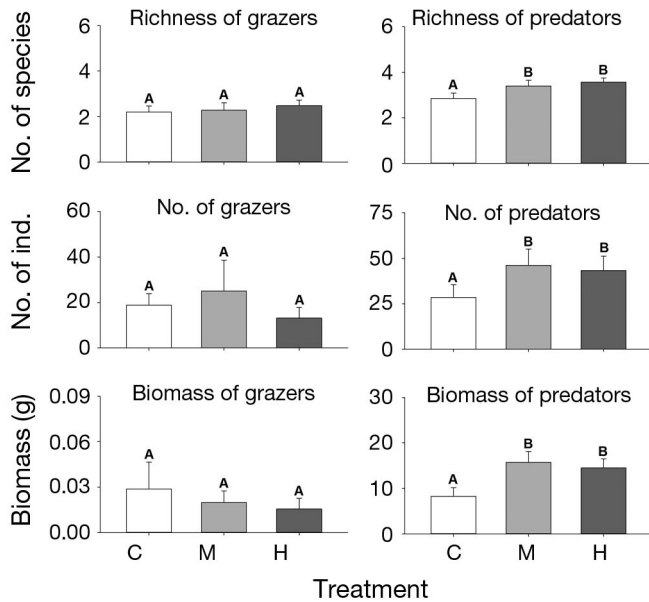 Richness of grazers
No. of species
6
4
2
0
A
A
A
Richness of predators
6
4
2
0
A
B
B
No. of grazers
No. of ind.
60
40
20
0
A
A
A
No. of predators
75
50
25
0
A
B
B
Biomass of grazers
Biomass (g)
0.09
0.06
0.03
0.00
A
A
A
C M H
Biomass of predators
30
20
10
0
A
B
B
C M H
Treatment